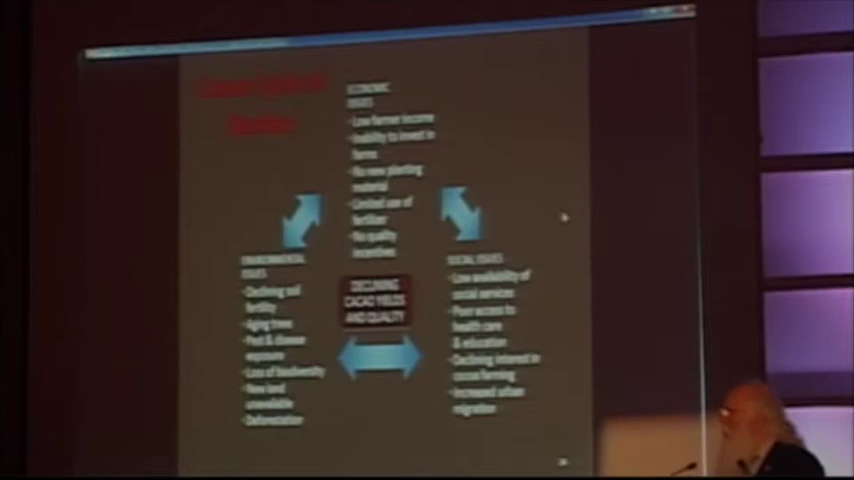 ECONOMIC
ISSUES
- Low farmer income
- Inability to invest in
farms
- No new planting
material
- Limited use of
fertilizer
- No quality
incentives
ENVIRONMENTAL
ISSUES
- Declining soil
fertility
- Aging trees
- Pest & disease
exposure
- Loss of biodiversity
- New land
unavailable
- Deforestation
DECLINING
CACAO YIELDS
AND QUALITY
SOCIAL ISSUES
- Low availability of
social services
- Poor access to
health care
& education
- Declining interest in
cocoa farming
- Increased urban
migration